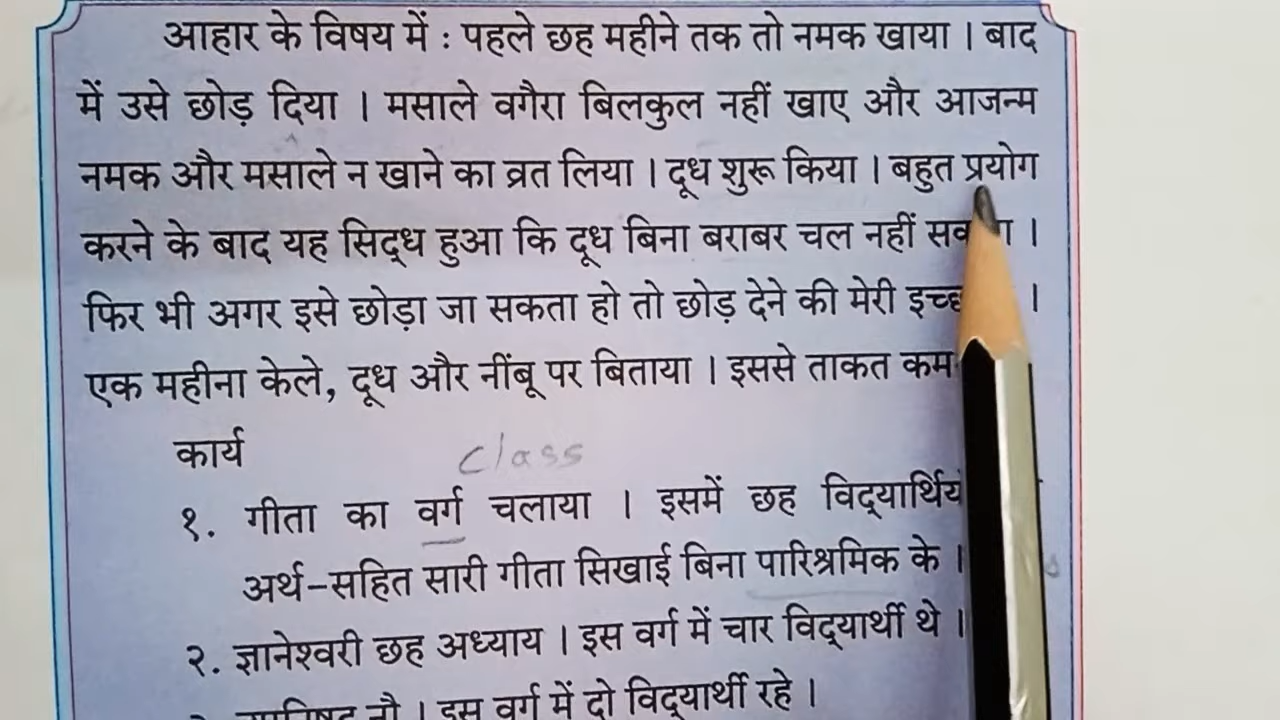 आहार के विषय में : पहले छह महीने तक तो नमक खाया । बाद
में उसे छोड़ दिया । मसाले वगैरा बिलकुल नहीं खाए और आजन्म
नमक और मसाले न खाने का व्रत लिया । दूध शुरू किया । बहुत प्रयोग
करने के बाद यह सिद्ध हुआ कि दूध बिना बराबर चल नहीं ।
फिर भी अगर इसे छोड़ा जा सकता हो तो छोड़ देने की मेरी ।
एक महीना केले, दूध और नींबू पर बिताया । इससे ताकत कम
कार्य
class
१. गीता का वर्ग चलाया । इसमें छह
अर्थ-सहित सारी गीता सिखाई बिना पारिश्रमिक के ।
२. ज्ञानेश्वरी छह अध्याय । इस वर्ग में चार विद्यार्थी थे ।
नौ । इस वर्ग में दो विद्यार्थी रहे ।